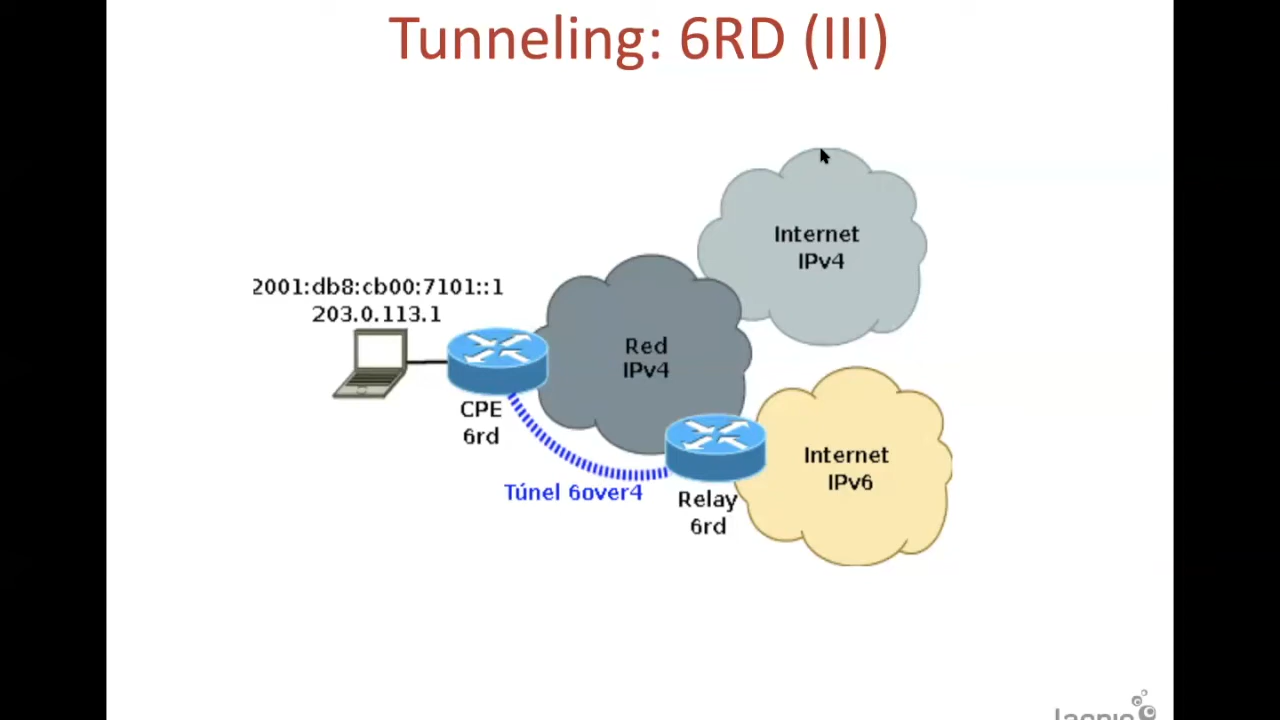 Tunneling: 6RD (III)
Internet
IPv4
2001:db8:cb00:7101::1
203.0.113.1
Red
IPv4
CPE
6rd
Internet
IPv6
Túnel 6over4
Relay
6rd